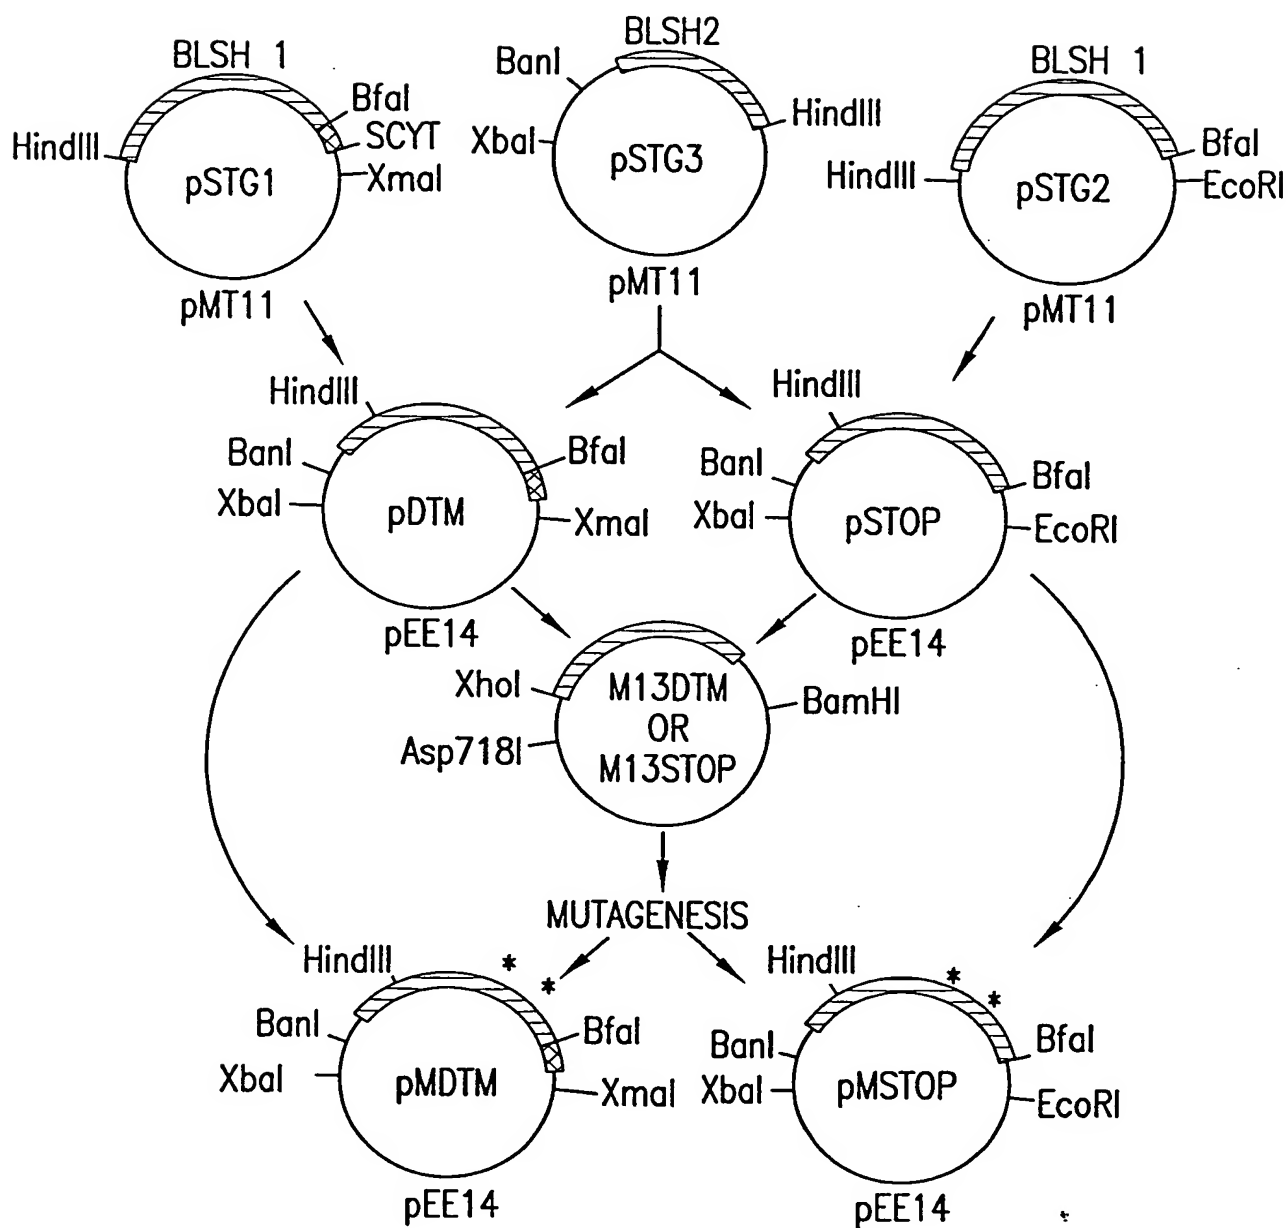 BLSH 1
BfaI
SCYT
HindIII
XmaI
pSTG1
pMT11
BLSH2
BanI
HindIII
XbaI
pSTG3
pMT11
BLSH 1
BfaI
HindIII
EcoRI
pSTG2
pMT11
HindIII
BanI
BfaI
XbaI
XmaI
pDTM
pEE14
HindIII
BanI
BfaI
XbaI
EcoRI
pSTOP
pEE14
XhoI
BamHI
Asp718I
M13DTM
OR
M13STOP
MUTAGENESIS
HindIII
*
*
BanI
BfaI
XbaI
XmaI
pMDTM
pEE14
HindIII
*
*
BanI
BfaI
XbaI
EcoRI
pMSTOP
pEE14